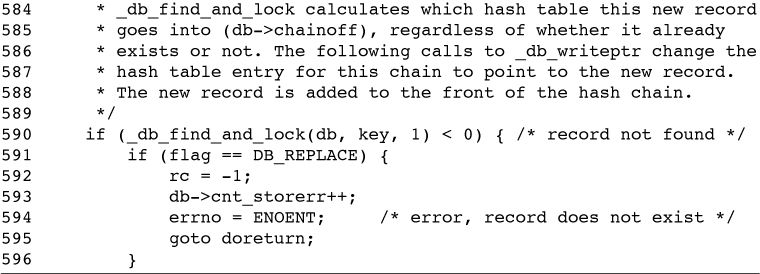 584      * _db_find_and_lock calculates which hash table this new record
585      * goes into (db->chainoff), regardless of whether it already
586      * exists or not. The following calls to _db_writeptr change the
587      * hash table entry for this chain to point to the new record.
588      * The new record is added to the front of the hash chain.
589      */
590     if (_db_find_and_lock(db, key, 1) < 0) { /* record not found */
591         if (flag == DB_REPLACE) {
592             rc = -1;
593             db->cnt_storerr++;
594             errno = ENOENT;     /* error, record does not exist */
595             goto doreturn;
596         }